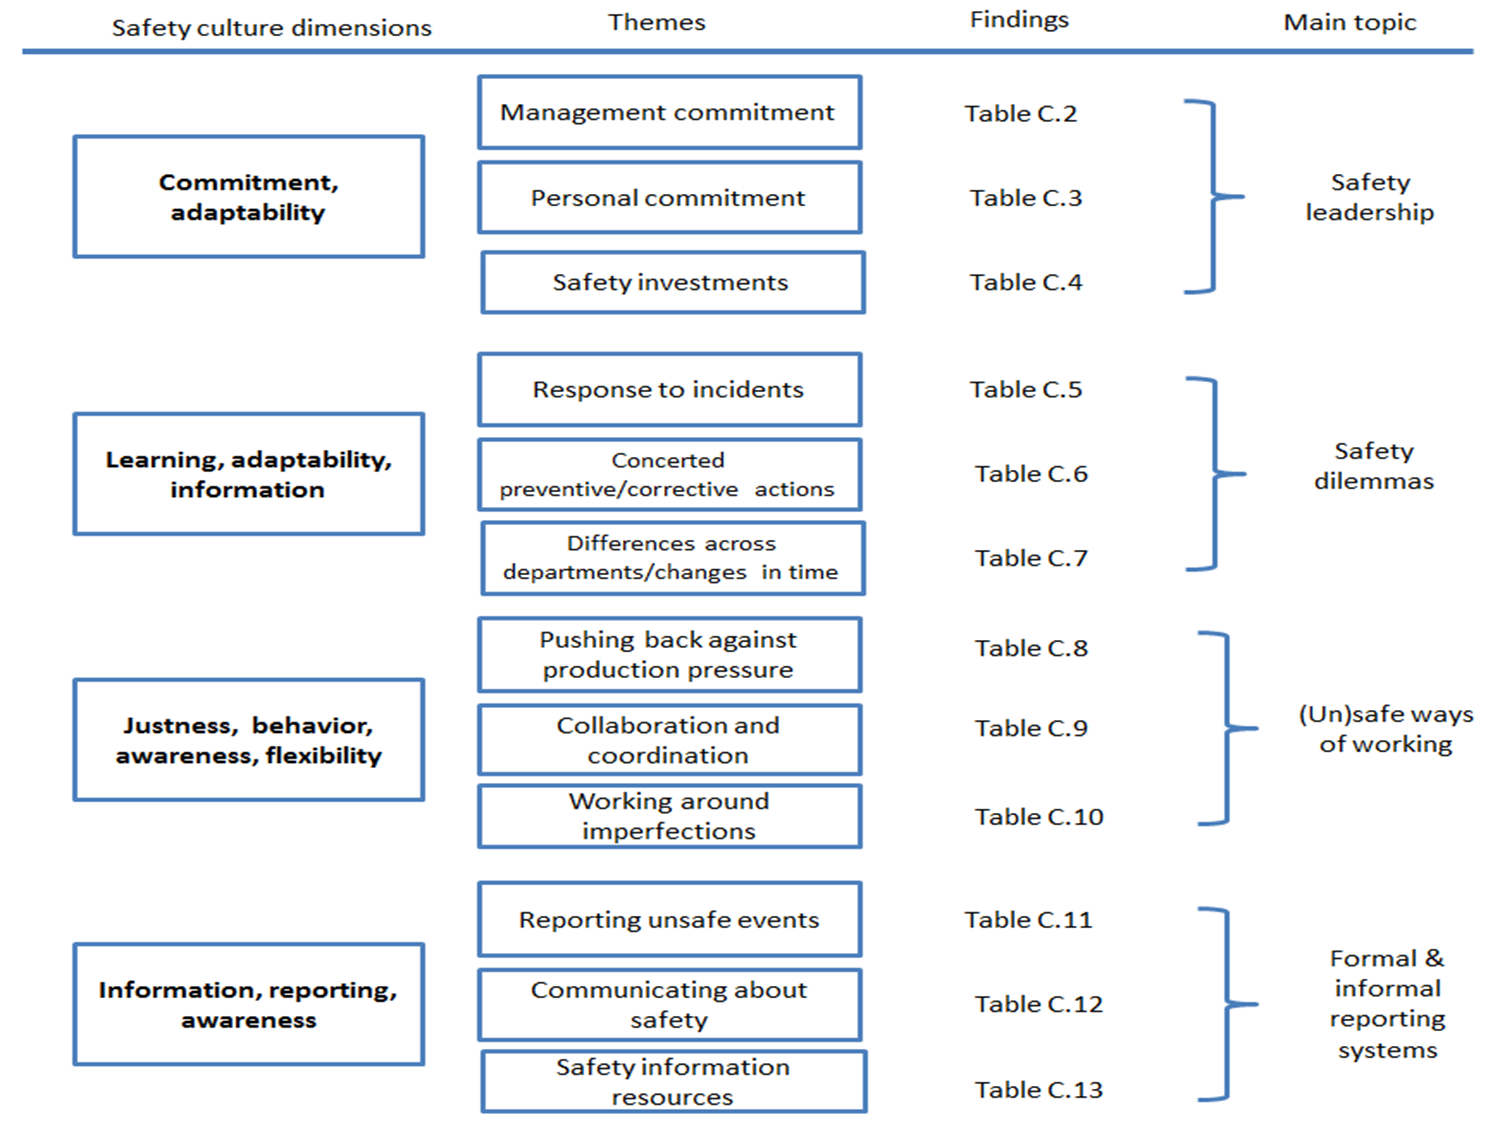 Safety culture dimensions
Themes
Findings
Main topic
Commitment,
adaptability
Management commitment
Table C.2
Personal commitment
Table C.3
Safety investments
Table C.4
Safety
leadership
Learning, adaptability,
information
Response to incidents
Table C.5
Concerted
preventive/corrective actions
Table C.6
Differences across
departments/changes in time
Table C.7
Safety
dilemmas
Justness, behavior,
awareness, flexibility
Pushing back against
production pressure
Table C.8
Collaboration and
coordination
Table C.9
Working around
imperfections
Table C.10
(Un)safe ways
of working
Information, reporting,
awareness
Reporting unsafe events
Table C.11
Communicating about
safety
Table C.12
Safety information
resources
Table C.13
Formal &
informal
reporting
systems